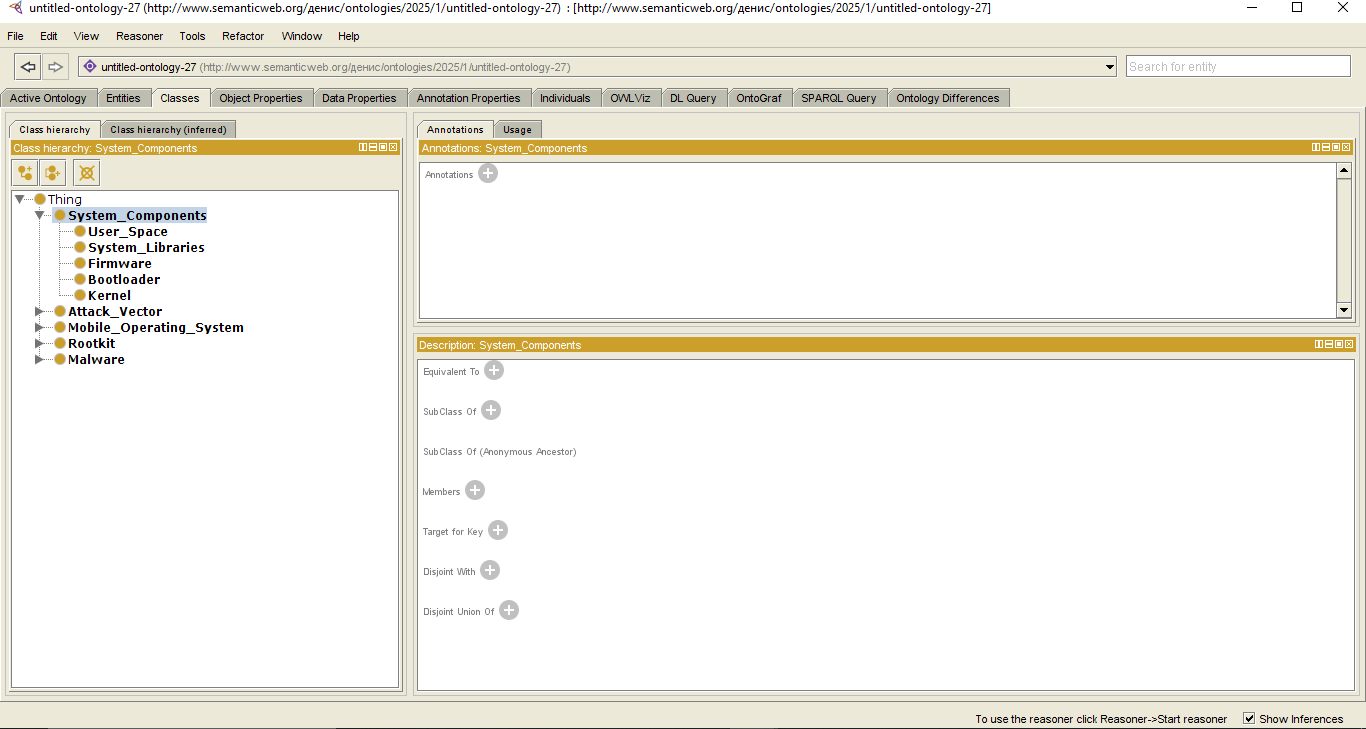 untitled-ontology-27 (http://www.semanticweb.org/денис/ontologies/2025/1/untitled-ontology-27) : [http://www.semanticweb.org/денис/ontologies/2025/1/untitled-ontology-27]
File Edit View Reasoner Tools Refactor Window Help
untitled-ontology-27 (http://www.semanticweb.org/денис/ontologies/2025/1/untitled-ontology-27)
Search for entity
Active Ontology Entities Classes Object Properties Data Properties Annotation Properties Individuals OWLViz DL Query OntoGraf SPARQL Query Ontology Differences
Class hierarchy Class hierarchy (inferred)
Class hierarchy: System_Components
Thing
System_Components
User_Space
System_Libraries
Firmware
Bootloader
Kernel
Attack_Vector
Mobile_Operating_System
Rootkit
Malware
Annotations Usage
Annotations: System_Components
Annotations
Description: System_Components
Equivalent To
SubClass Of
SubClass Of (Anonymous Ancestor)
Members
Target for Key
Disjoint With
Disjoint Union Of
To use the reasoner click Reasoner->Start reasoner Show Inferences